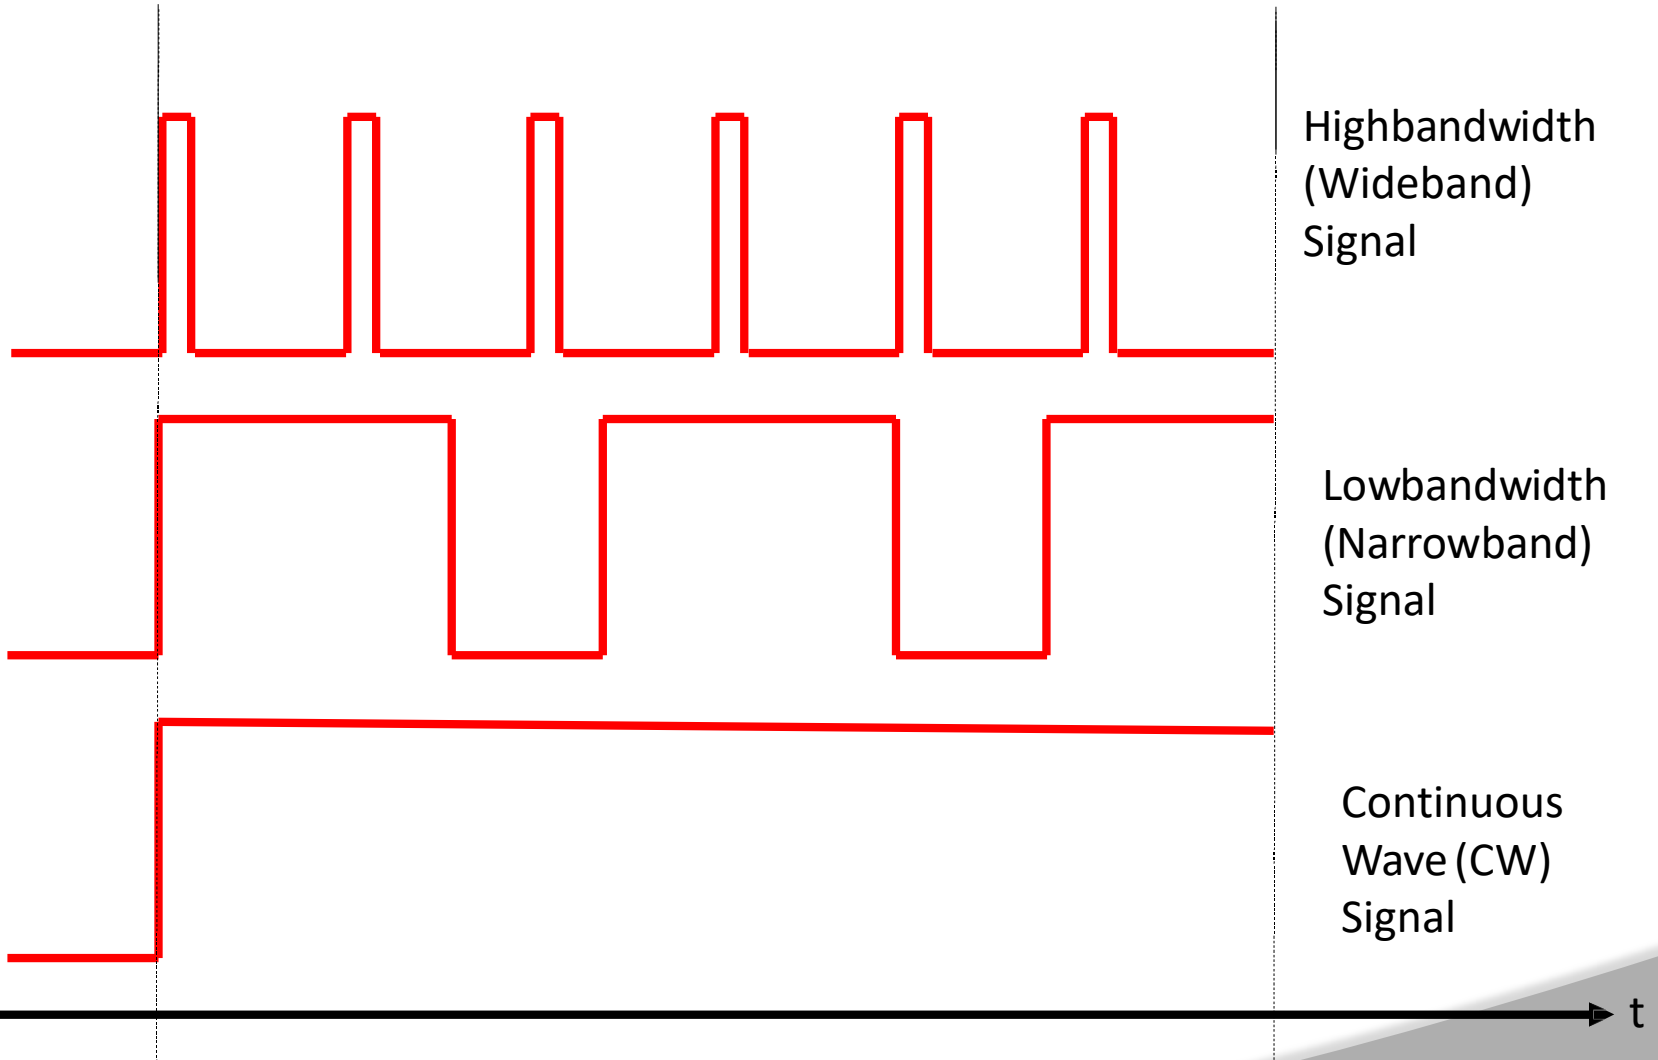 Highbandwidth
(Wideband)
Signal
Lowbandwidth
(Narrowband)
Signal
Continuous
Wave (CW)
Signal
t